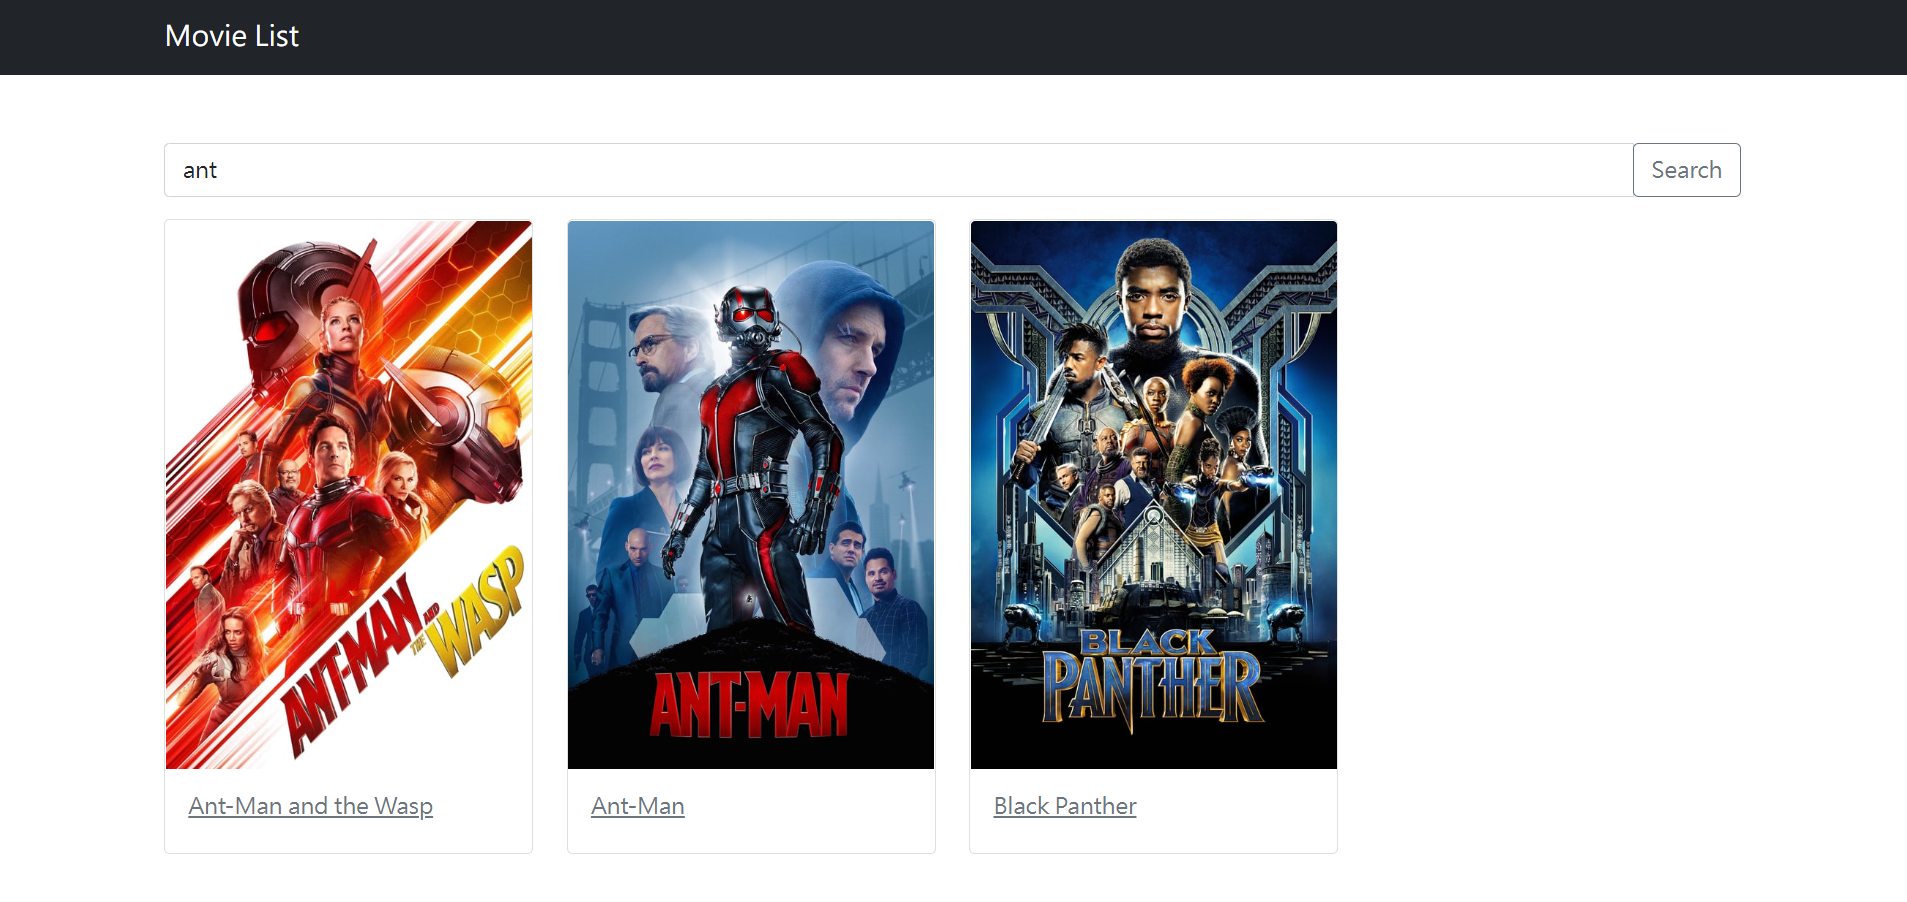 Movie List
ant
Search
ANT-MAN AND THE WASP
ANT-MAN
BLACK
PANTHER
Ant-Man and the Wasp
Ant-Man
Black Panther